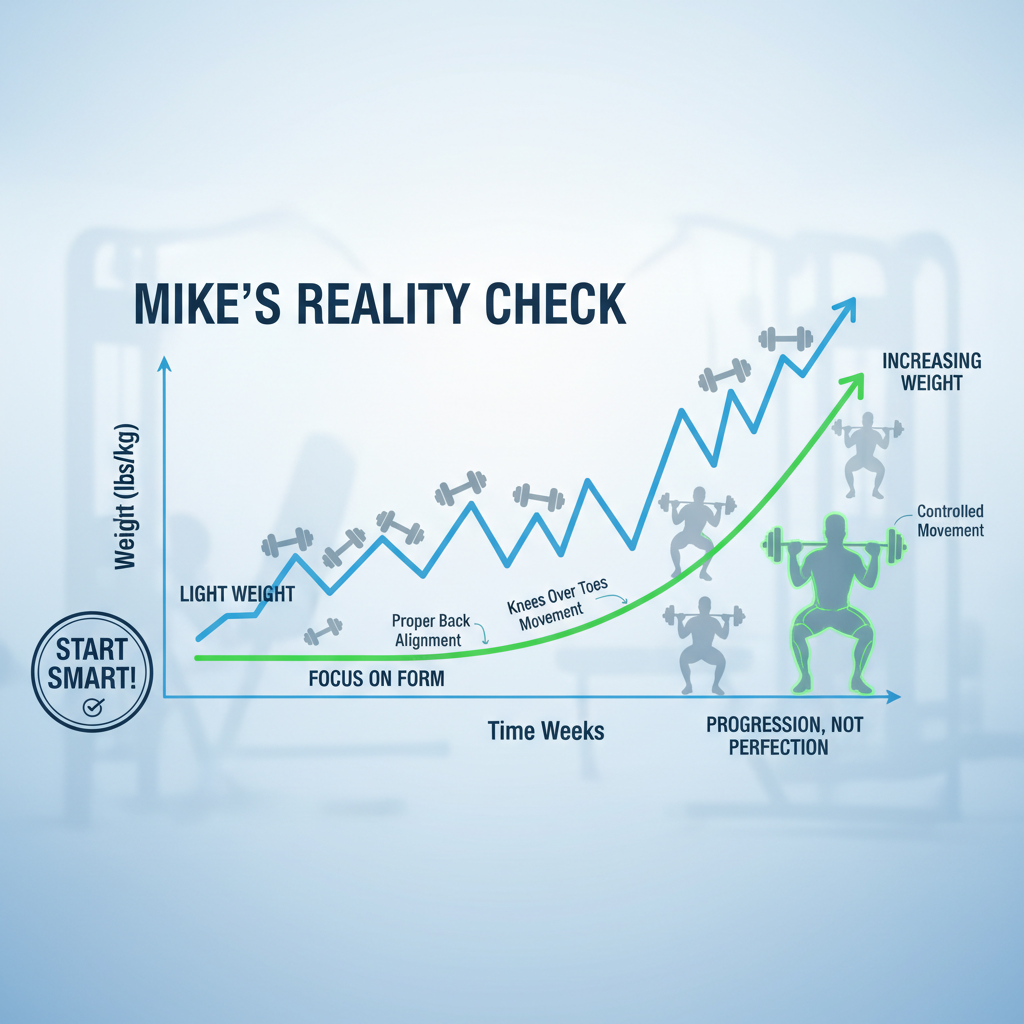 MIKE'S REALITY CHECK
INCREASING
WEIGHT
Weight (lbs/kg)
Controlled
Movement
LIGHT WEIGHT
Knees Over Toes
Movement
Proper Back
Alignment
START
SMART!
FOCUS ON FORM
Time Weeks
PROGRESSION, NOT
PERFECTION